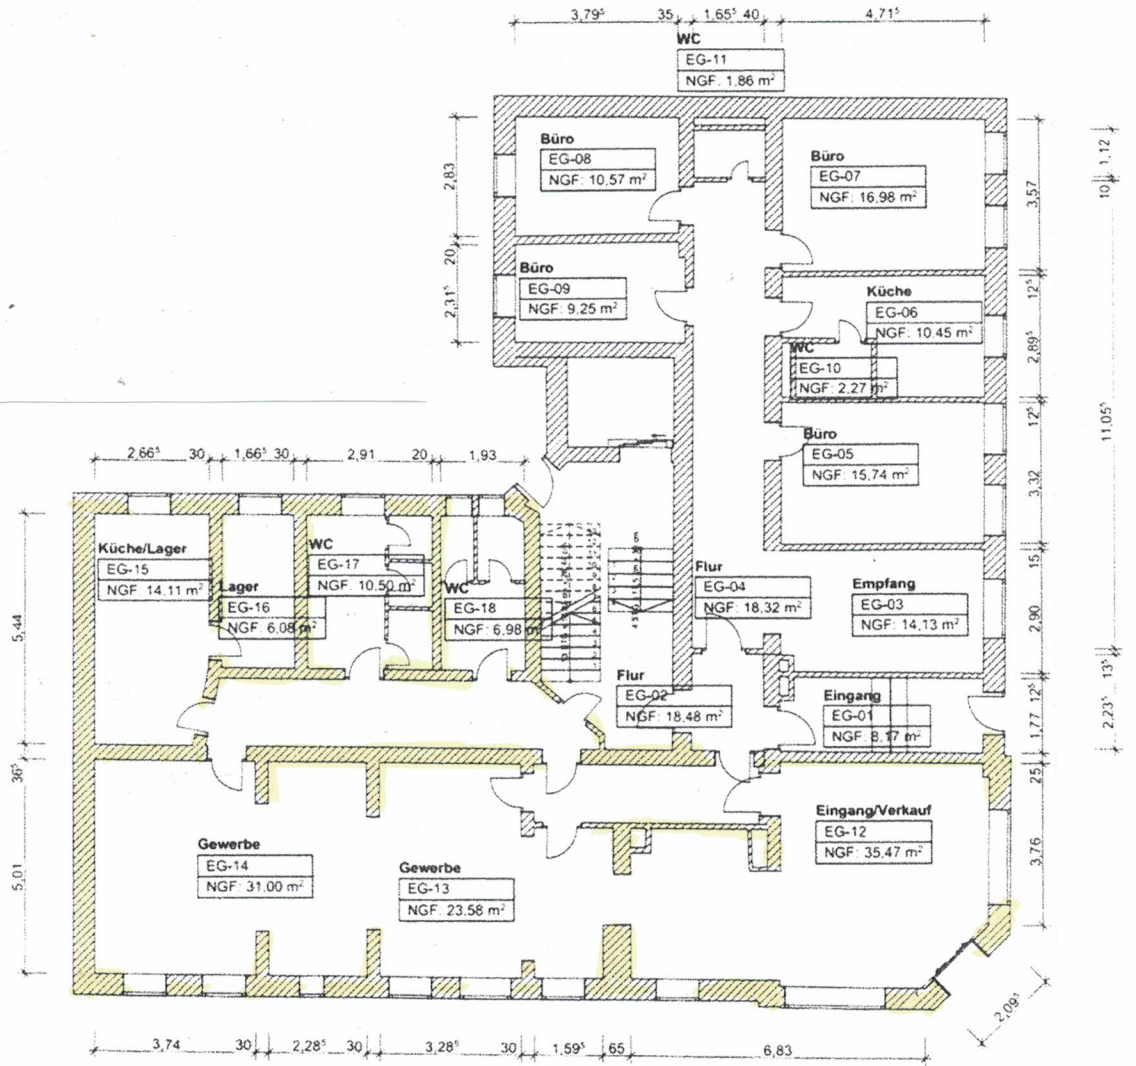 3,79⁵ 35 1,65⁵ 40 4,71⁵
WC
EG-11
NGF: 1,86 m²
Büro
EG-08
NGF: 10,57 m²
Büro
EG-07
NGF: 16,98 m²
2,83
20
2,31⁵
Büro
EG-09
NGF: 9,25 m²
Küche
EG-06
NGF: 10.45 m²
WC
EG-10
NGF: 2,27 m²
Büro
EG-05
NGF: 15,74 m²
3,57
12⁵
2,89⁵
12⁵
3,32
15
2,90
12⁵
1,77
25
3,76
1,12
10
11,05⁵
13⁵
2,23⁵
2,66⁵ 30 1,66⁵ 30 2,91 20 1,93
Küche/Lager
EG-15
NGF: 14,11 m²
Lager
EG-16
NGF: 6,08 m²
WC
EG-17
NGF: 10,50 m²
WC
EG-18
NGF: 6,98 m²
Flur
EG-04
NGF: 18,32 m²
Empfang
EG-03
NGF: 14,13 m²
Flur
EG-02
NGF: 18,48 m²
Eingang
EG-01
NGF: 8,17 m²
5,44
36⁵
5,01
Eingang/Verkauf
EG-12
NGF: 35,47 m²
Gewerbe
EG-14
NGF: 31,00 m²
Gewerbe
EG-13
NGF: 23,58 m²
2,09⁵
3,74 30 2,28⁵ 30 3,28⁵ 30 1,59⁵ 65 6,83